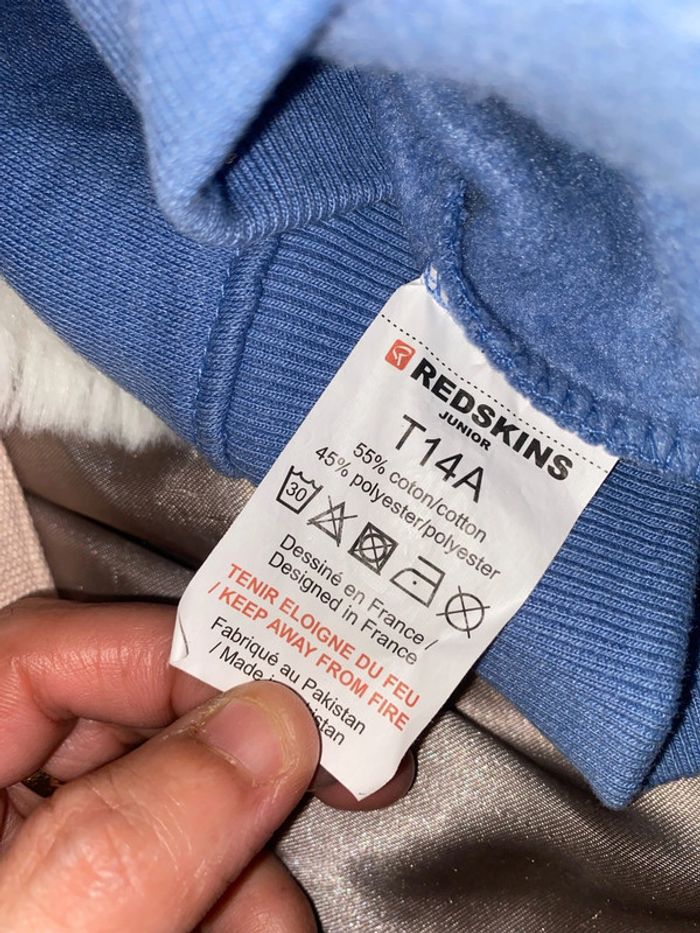 REDSKINS
JUNIOR
T14A
55% coton/cotton
45% polyester/polyester
30
Dessiné en France /
Designed in France
TENIR ELOIGNE DU FEU
/ KEEP AWAY FROM FIRE
Fabriqué au Pakistan
/ Made